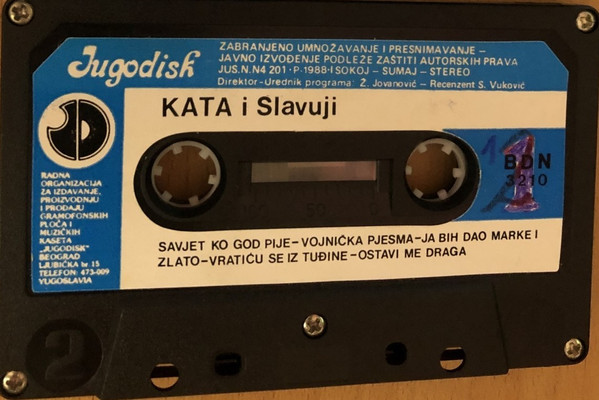 Jugodisk
ZABRANJENO UMNOŽAVANJE I PRESNIMAVANJE –
JAVNO IZVOĐENJE PODLEŽE ZAŠTITI AUTORSKIH PRAVA
JUS.N.N4 201 · P·1988·I SOKOJ – SUMAJ – STEREO
Direktor-Urednik programa: Ž. Jovanović – Recenzent S. Vuković
KATA i Slavuji
1
BDN
3210
RADNA
ORGANIZACIJA
ZA IZDAVANJE,
PROIZVODNJU
I PRODAJU
GRAMOFONSKIH
PLOČA I
MUZIČKIH
KASETA
„JUGODISK"
BEOGRAD
LJUBIČKA br. 15
TELEFON: 473-009
YUGOSLAVIA
SAVJET KO GOD PIJE–VOJNIČKA PJESMA–JA BIH DAO MARKE I
ZLATO–VRATIĆU SE IZ TUĐINE–OSTAVI ME DRAGA
2